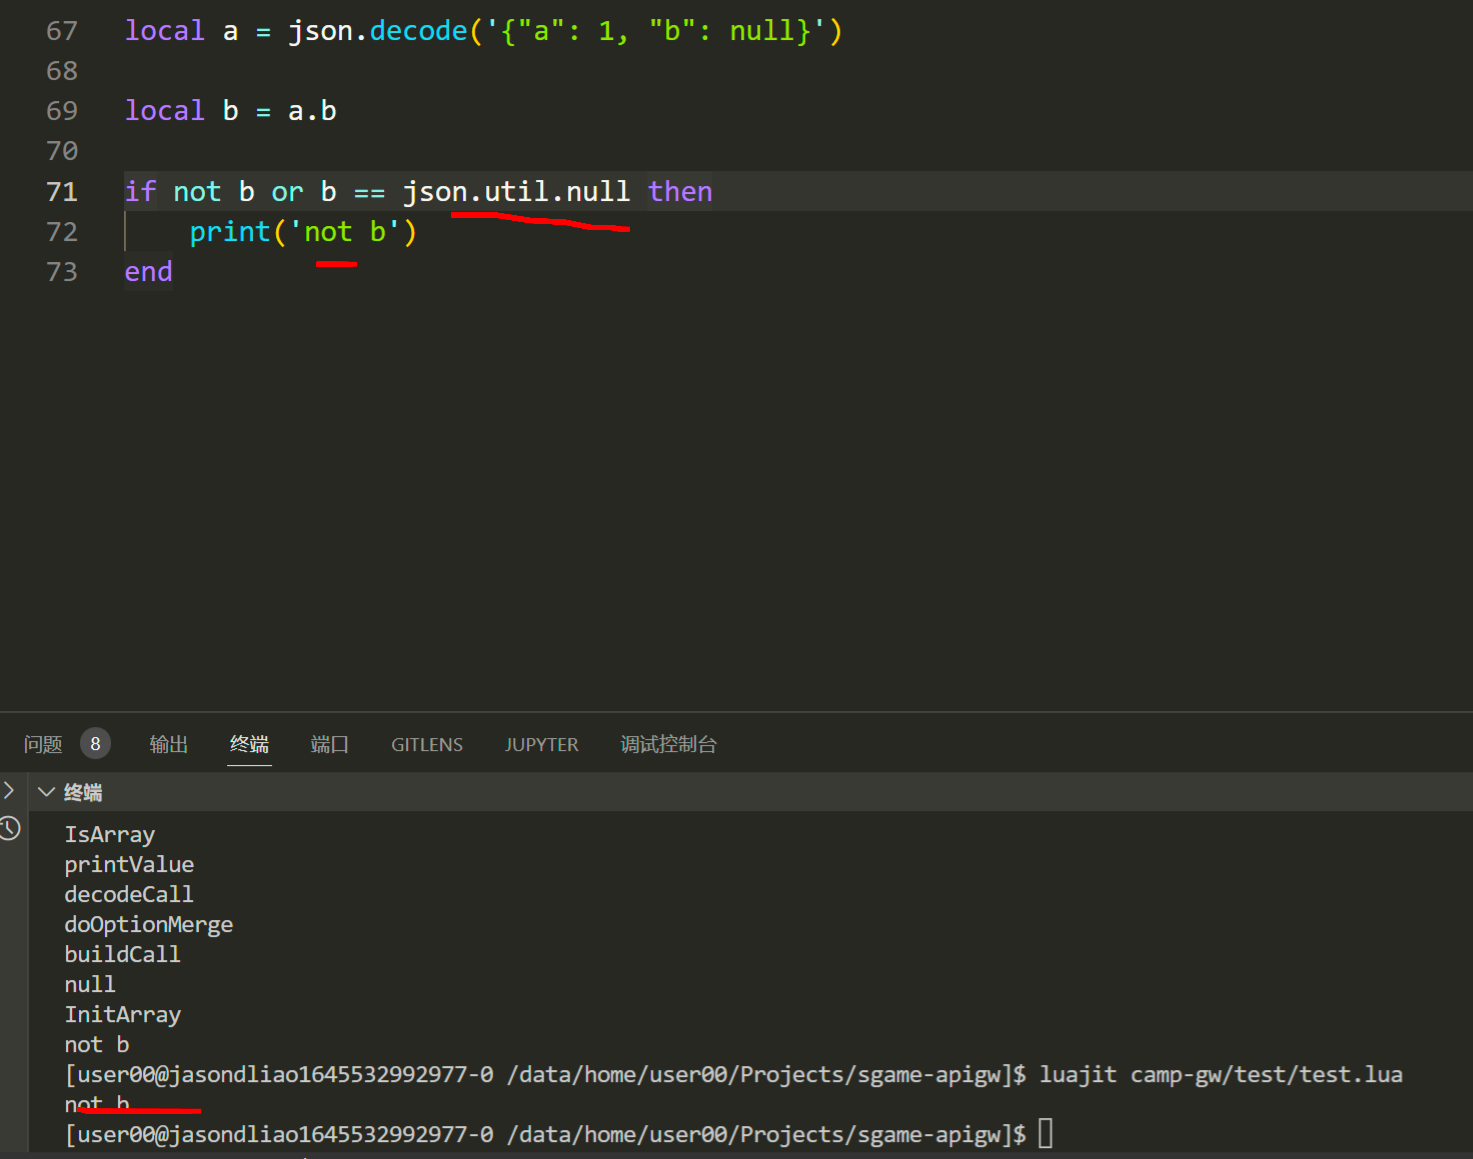 67 local a = json.decode('{"a": 1, "b": null}')
68
69 local b = a.b
70
71 if not b or b == json.util.null then
72 print('not b')
73 end
问题 8 输出 终端 端口 GITLENS JUPYTER 调试控制台
终端
IsArray
printValue
decodeCall
doOptionMerge
buildCall
null
InitArray
not b
[user00@jasondliao1645532992977-0 /data/home/user00/Projects/sgame-apigw]$ luajit camp-gw/test/test.lua
not b
[user00@jasondliao1645532992977-0 /data/home/user00/Projects/sgame-apigw]$